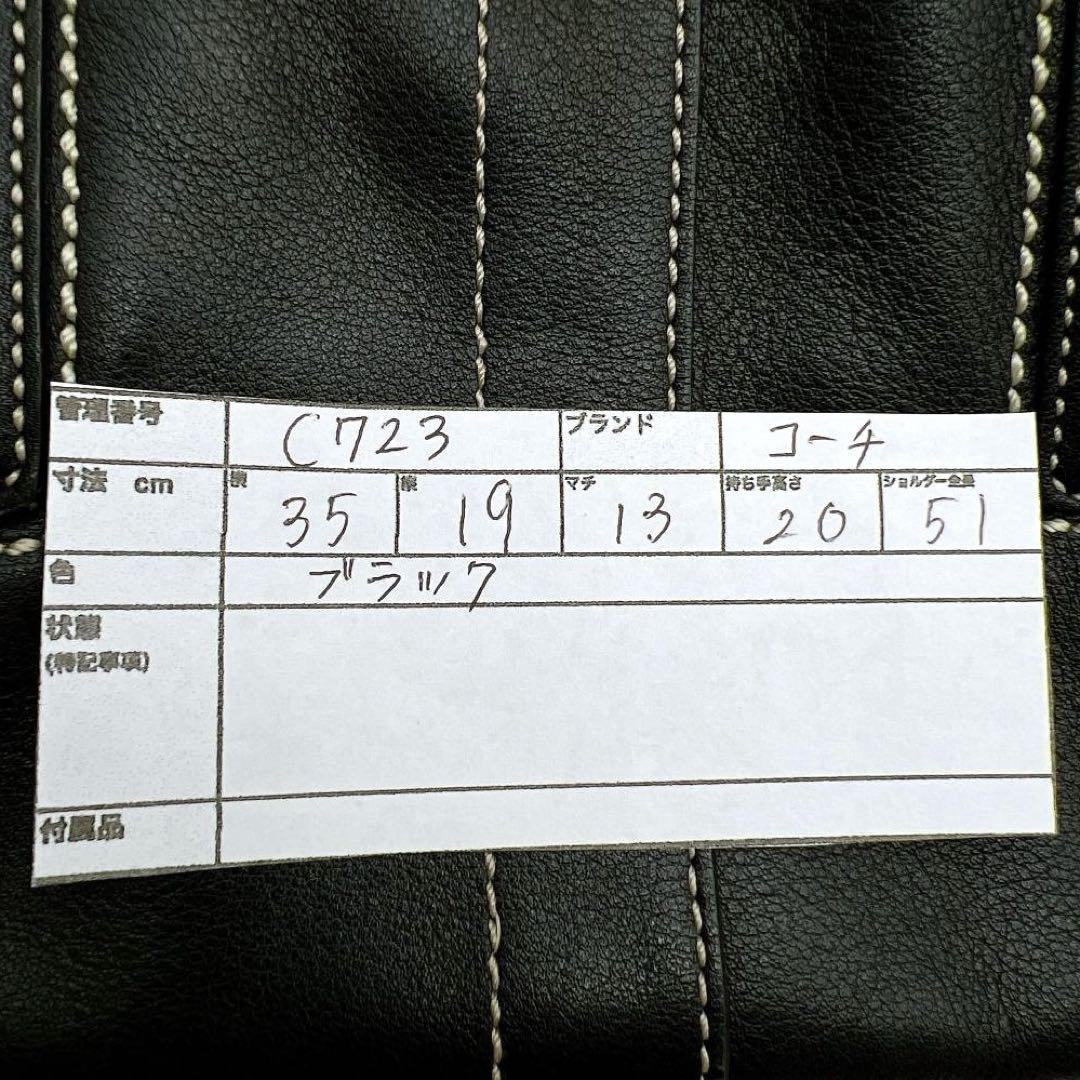 管理番号 C723 ブランド コーチ
寸法 cm 横 35 縦 19 マチ 13 持ち手高さ 20 ショルダー全長 51
色 ブラック
状態
(特記事項)
付属品